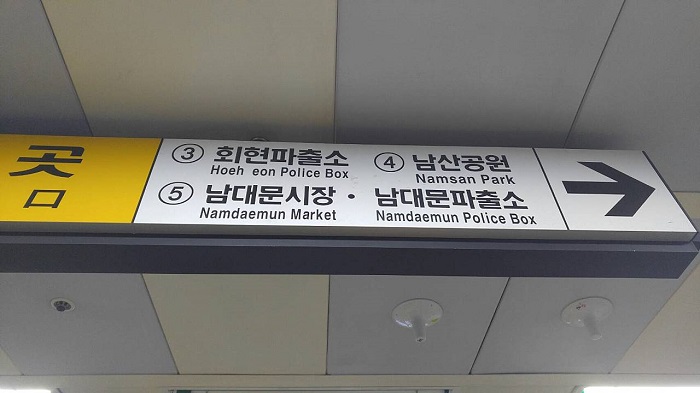 곳
口
③ 회현파출소 ④ 남산공원
Hoeh eon Police Box Namsan Park
⑤ 남대문시장 · 남대문파출소
Namdaemun Market Namdaemun Police Box